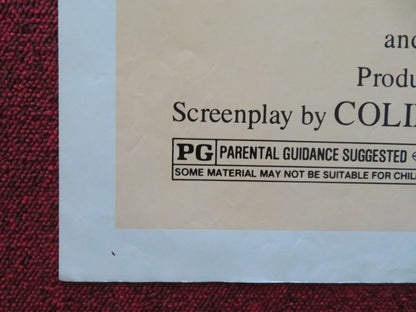 and
Produ
Screenplay by COLI
PG PARENTAL GUIDANCE SUGGESTED
SOME MATERIAL MAY NOT BE SUITABLE FOR CHIL